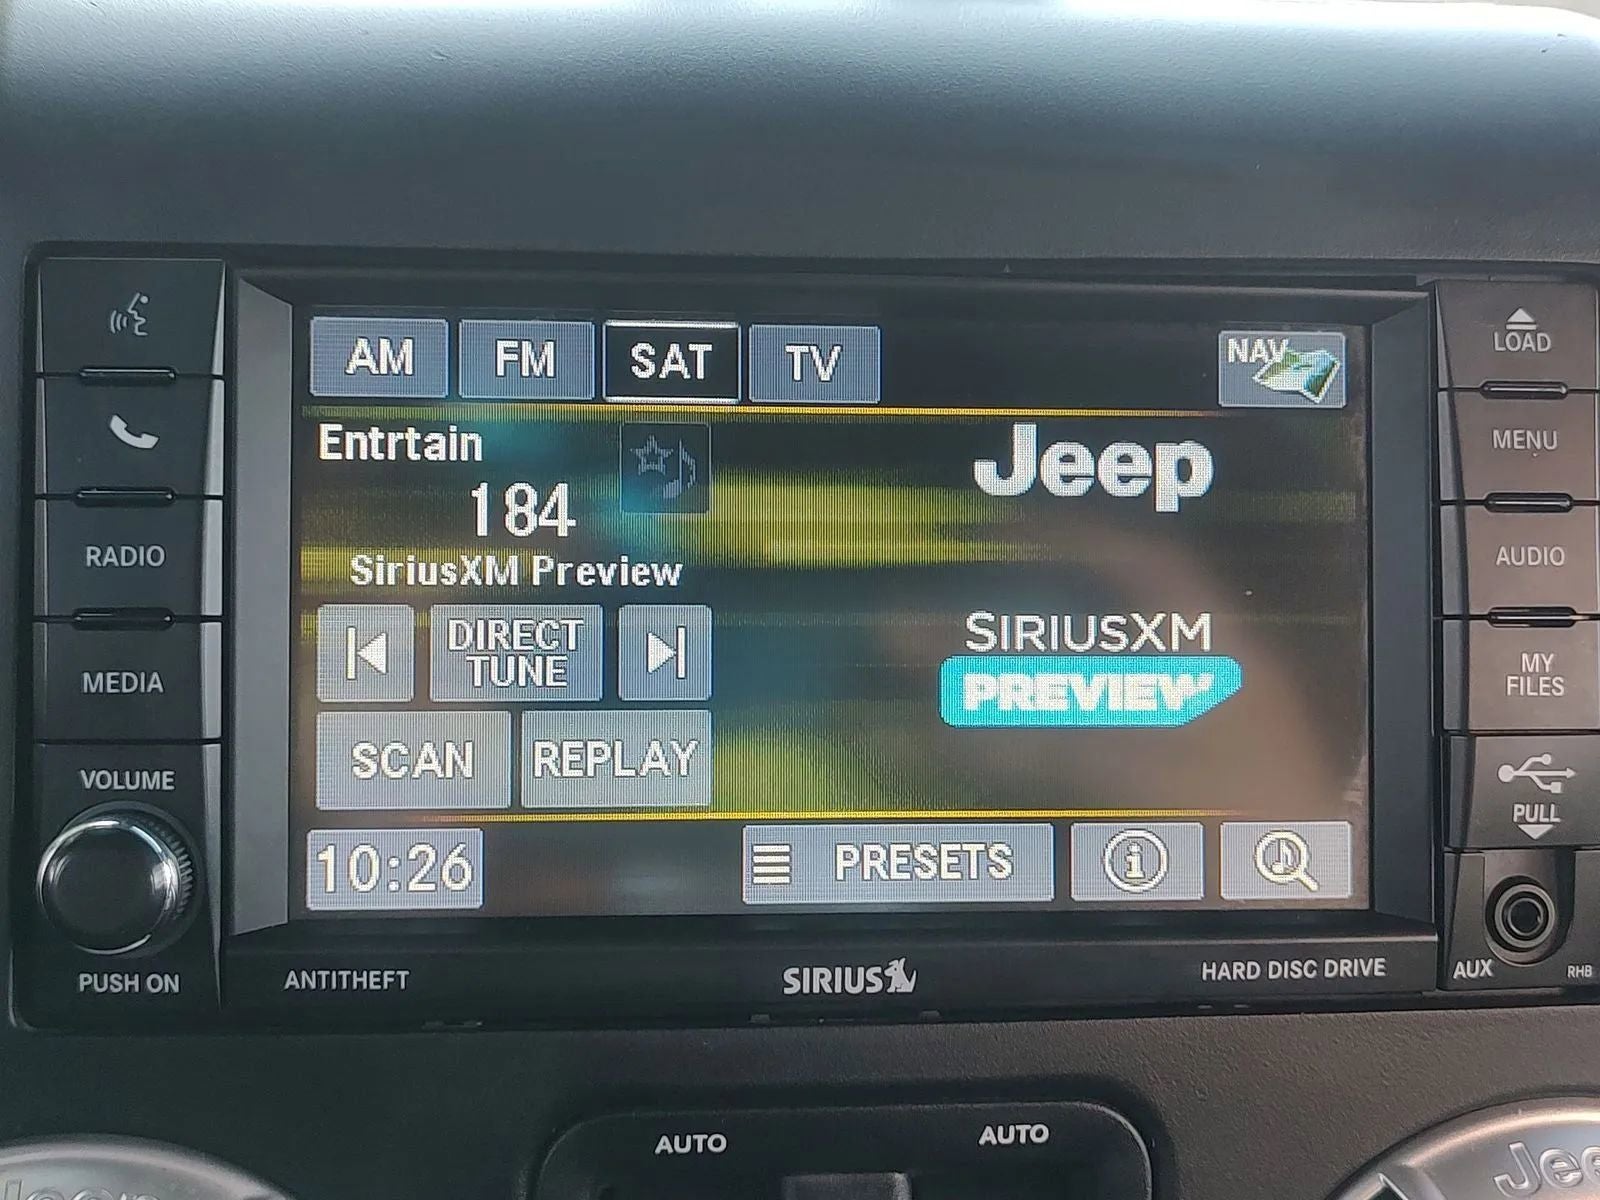 AM
FM
SAT
TV
NAV
Entrtain
184
SiriusXM Preview
Jeep
SIRIUSXM
PREVIEW
DIRECT
TUNE
SCAN
REPLAY
10:26
PRESETS
RADIO
MEDIA
VOLUME
PUSH ON
LOAD
MENU
AUDIO
MY
FILES
PULL
AUX
RHB
ANTITHEFT
SIRIUS
HARD DISC DRIVE
AUTO
AUTO
Jeep
Jee